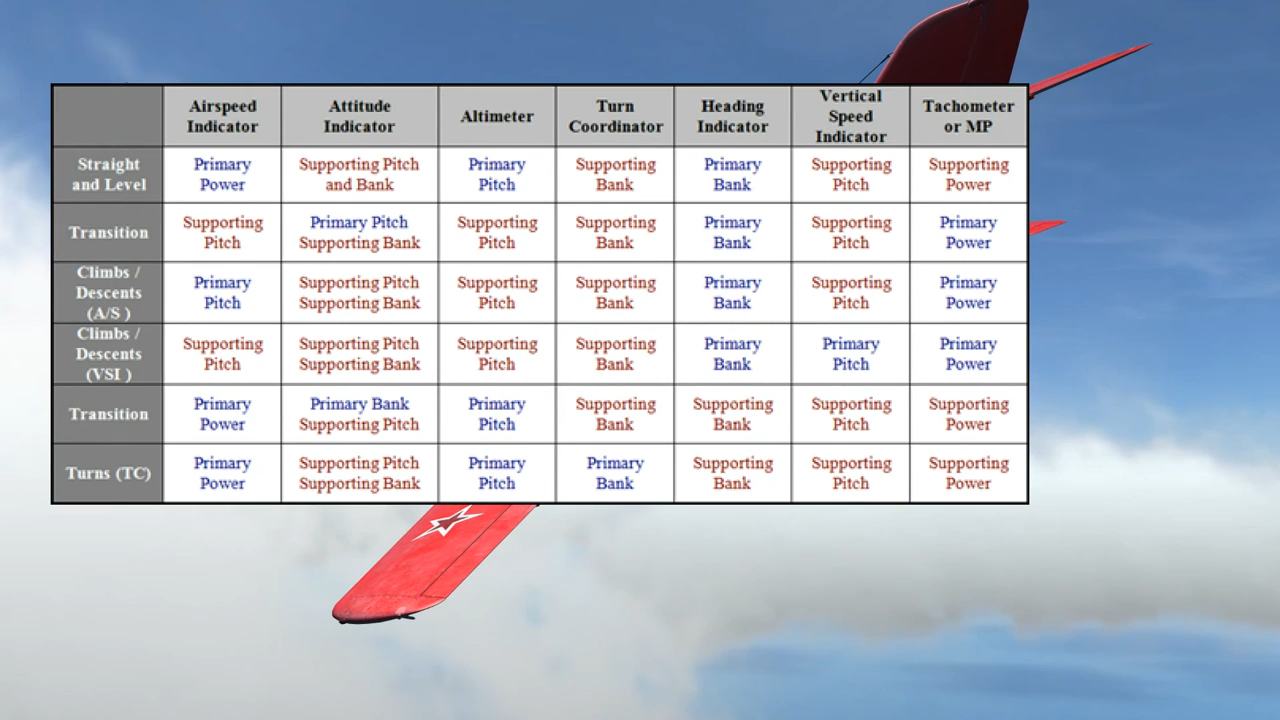 Airspeed Indicator
Attitude Indicator
Altimeter
Turn Coordinator
Heading Indicator
Vertical Speed Indicator
Tachometer or MP
Straight and Level
Primary Power
Supporting Pitch and Bank
Primary Pitch
Supporting Bank
Primary Bank
Supporting Pitch
Supporting Power
Transition
Supporting Pitch
Primary Pitch
Supporting Bank
Supporting Pitch
Supporting Bank
Primary Bank
Supporting Pitch
Primary Power
Climbs / Descents (A/S )
Primary Pitch
Supporting Pitch
Supporting Bank
Supporting Pitch
Supporting Bank
Primary Bank
Supporting Pitch
Primary Power
Climbs / Descents (VSI )
Supporting Pitch
Supporting Pitch
Supporting Bank
Supporting Pitch
Supporting Bank
Primary Bank
Primary Pitch
Primary Power
Transition
Primary Power
Primary Bank
Supporting Pitch
Primary Pitch
Supporting Bank
Supporting Bank
Supporting Pitch
Supporting Power
Turns (TC)
Primary Power
Supporting Pitch
Supporting Bank
Primary Pitch
Primary Bank
Supporting Bank
Supporting Pitch
Supporting Power